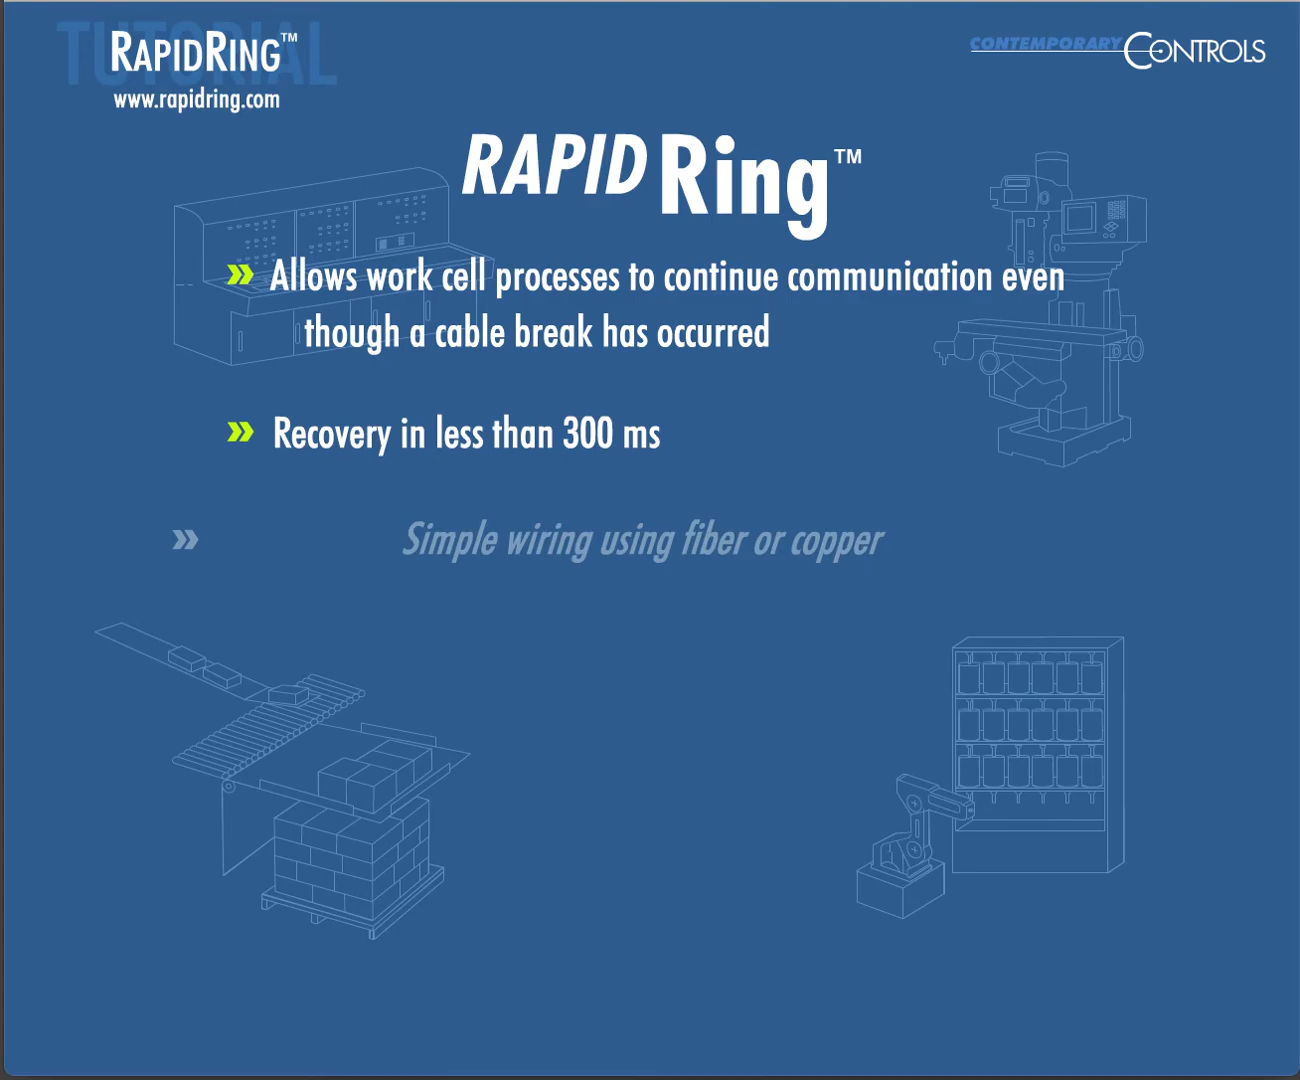 TUTORIAL
RAPIDRING™
www.rapidring.com
CONTEMPORARY CONTROLS
RAPID Ring™
» Allows work cell processes to continue communication even
though a cable break has occurred
» Recovery in less than 300 ms
» Simple wiring using fiber or copper